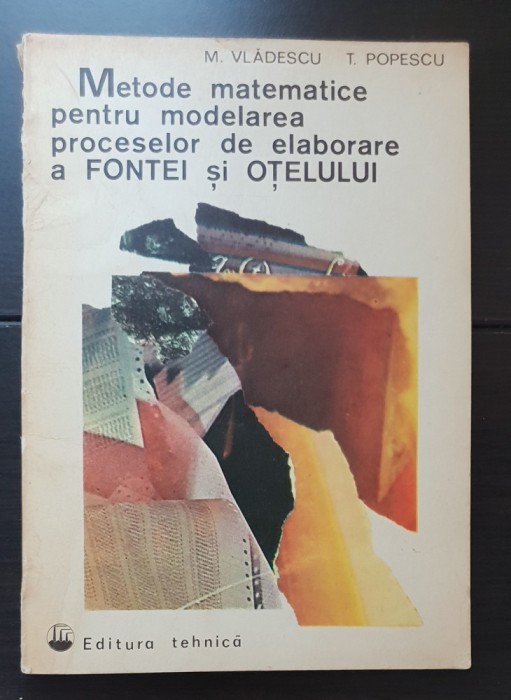 M. VLĂDESCU T. POPESCU
Metode matematice
pentru modelarea
proceselor de elaborare
a FONTEI și OȚELULUI
Editura tehnică